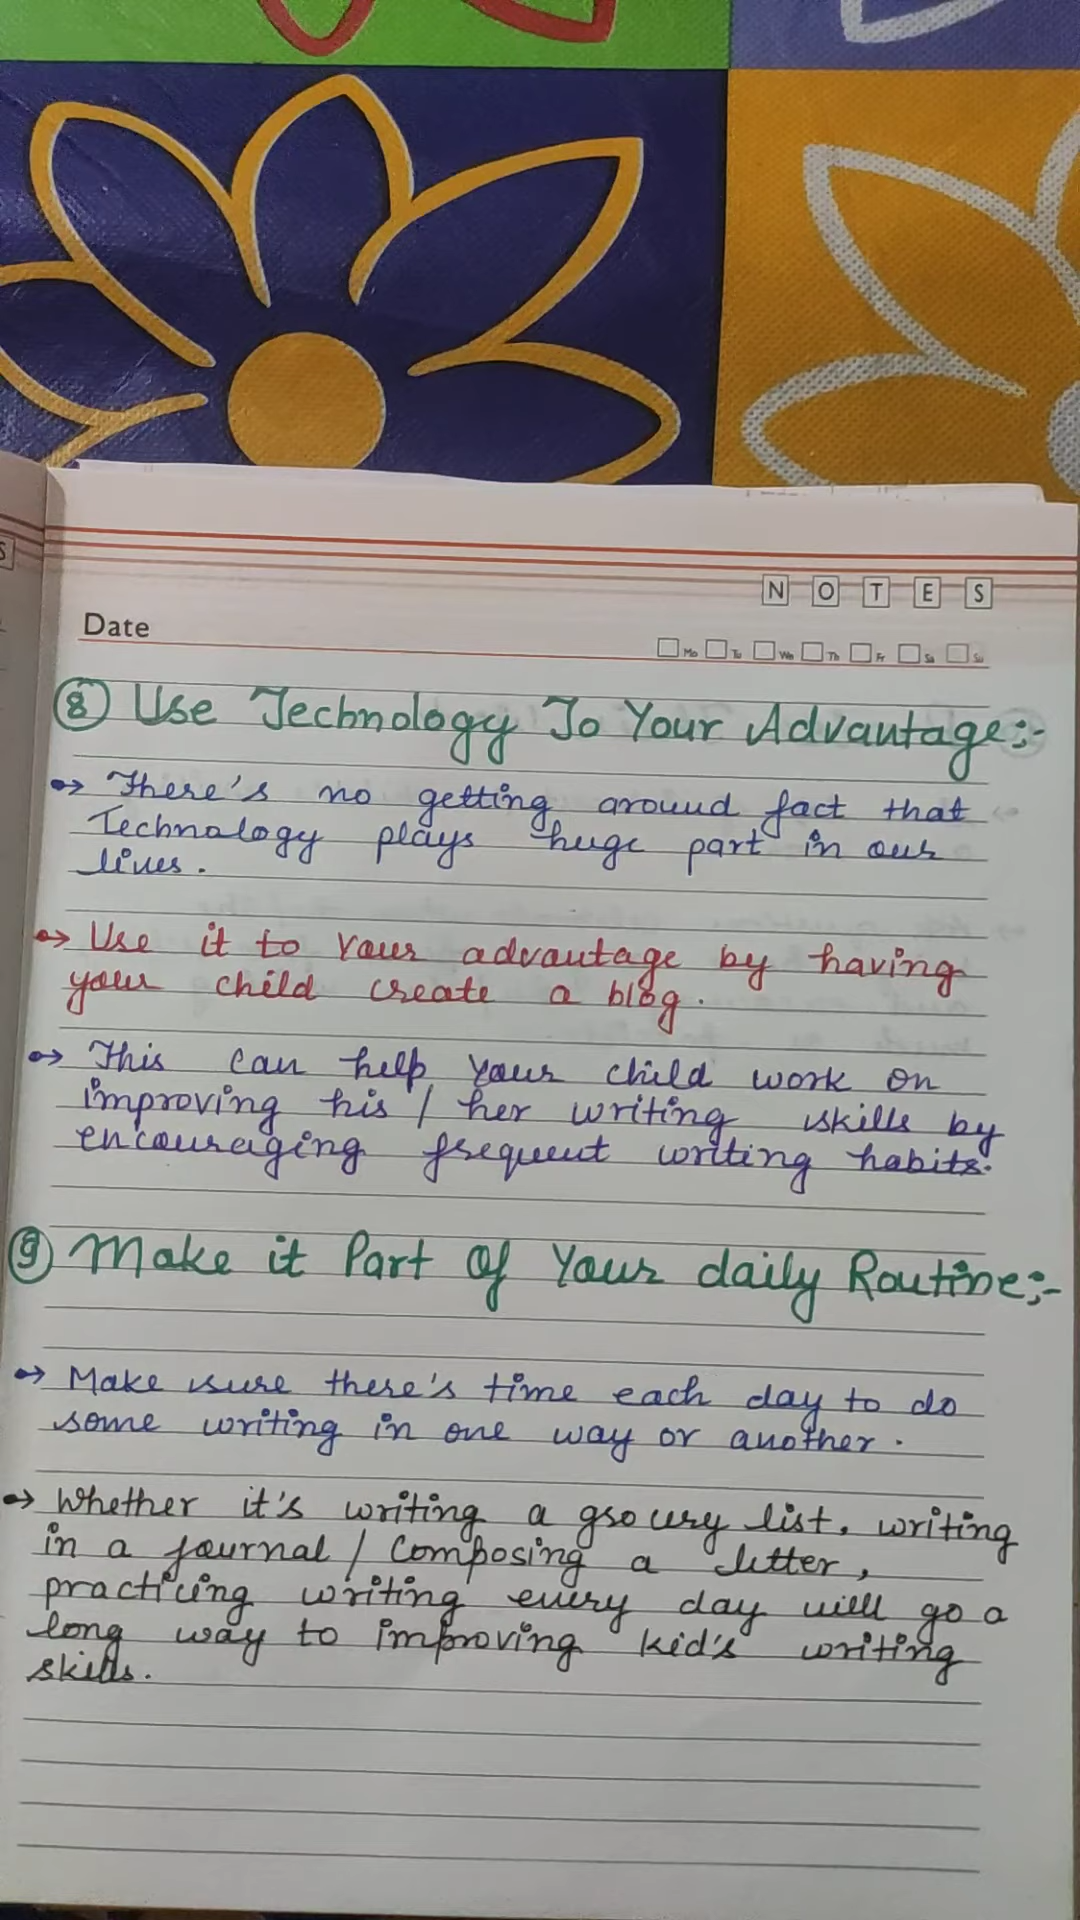 N O T E S
Date
Mo Tu We Th Fr Sa Su
⑧ Use Technology To Your Advantage:-
→ There's no getting around fact that
Technology plays huge part in our
lives.
→ Use it to Your advantage by having
your child create a blog.
→ This can help Your child work on
improving his / her writing skills by
encouraging frequent writing habits.
⑨ Make it Part Of Your daily Routine:-
→ Make sure there's time each day to do
some writing in one way or another.
→ Whether it's writing a grocery list, writing
in a journal / Composing a letter,
practicing writing every day will go a
long way to improving kid's writing
skills.